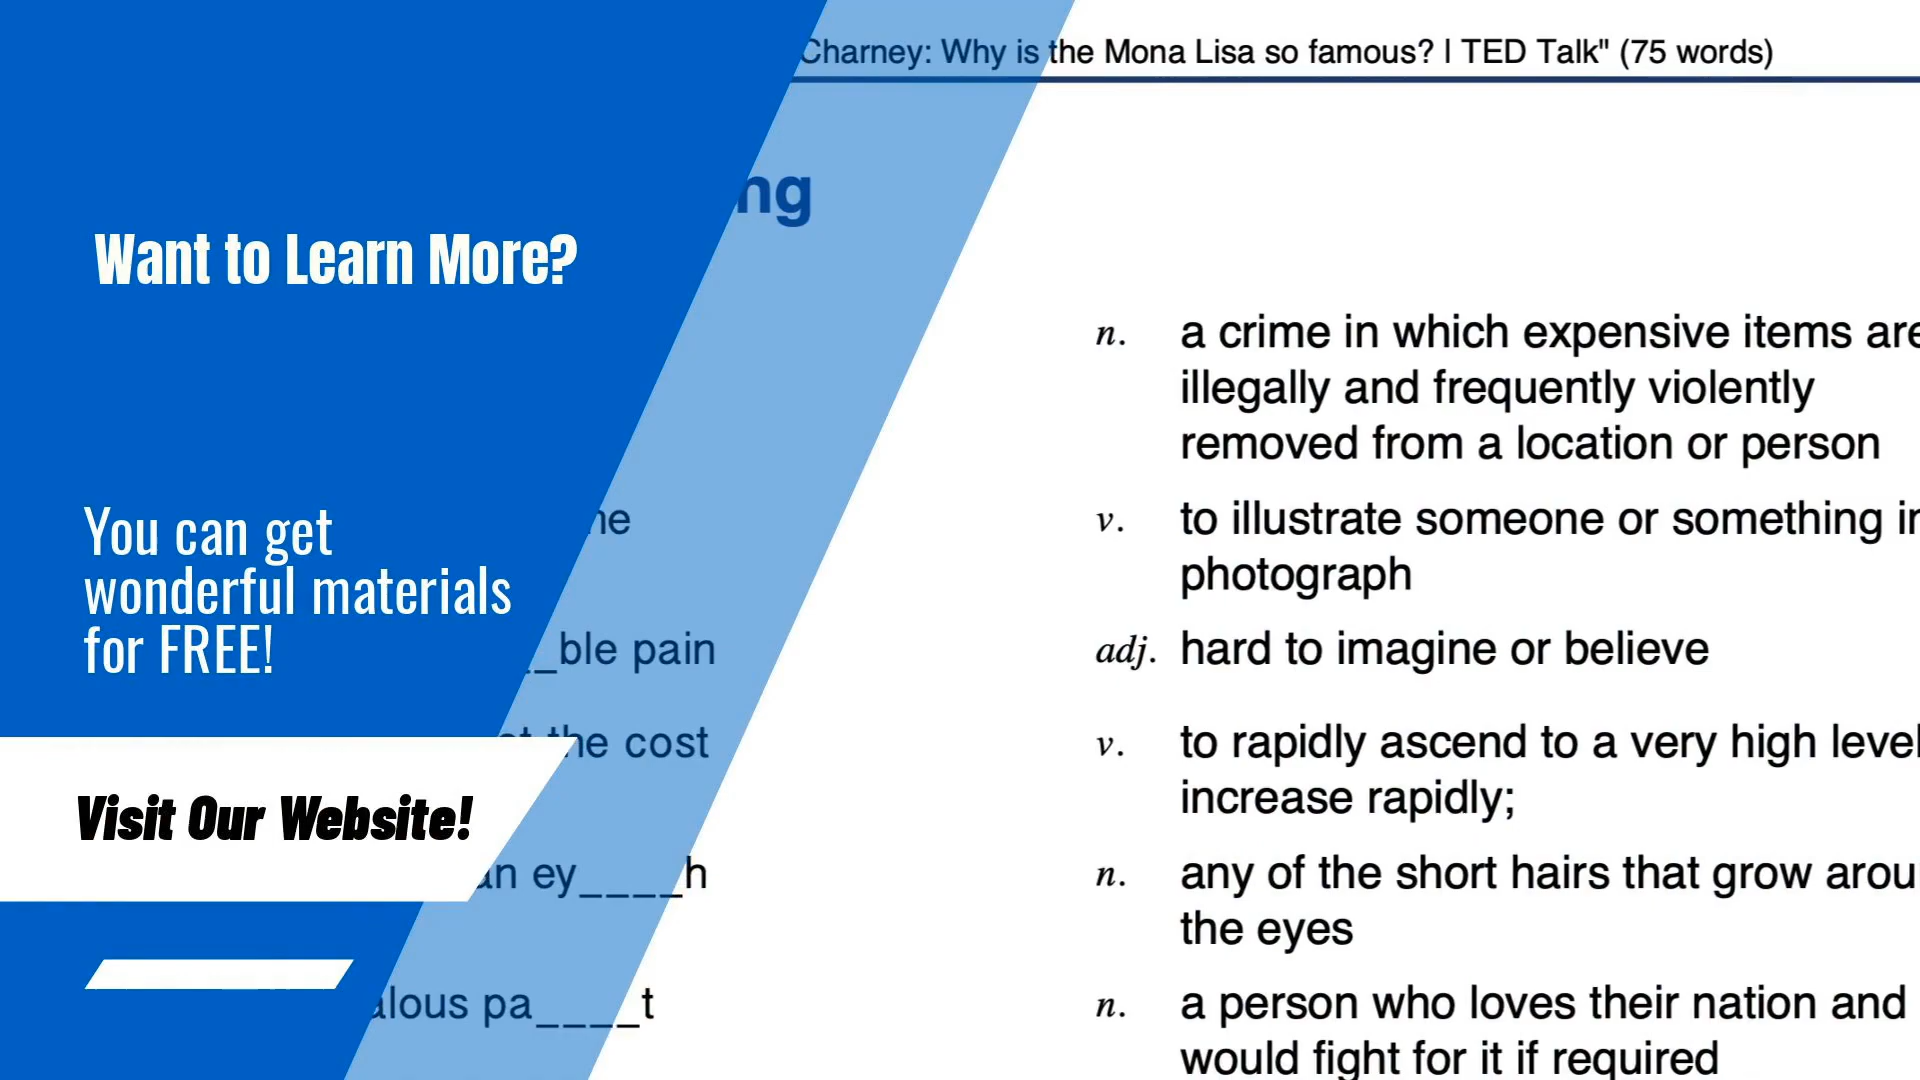 Charney: Why is the Mona Lisa so famous? | TED Talk" (75 words)
Want to Learn More?
You can get
wonderful materials
for FREE!
Visit Our Website!
n. a crime in which expensive items are
illegally and frequently violently
removed from a location or person
v. to illustrate someone or something in
photograph
_ble pain
adj. hard to imagine or believe
the cost
v. to rapidly ascend to a very high level
increase rapidly;
an ey____h
n. any of the short hairs that grow
the eyes
pa____t
n. a person who loves their nation and
would fight for it if required